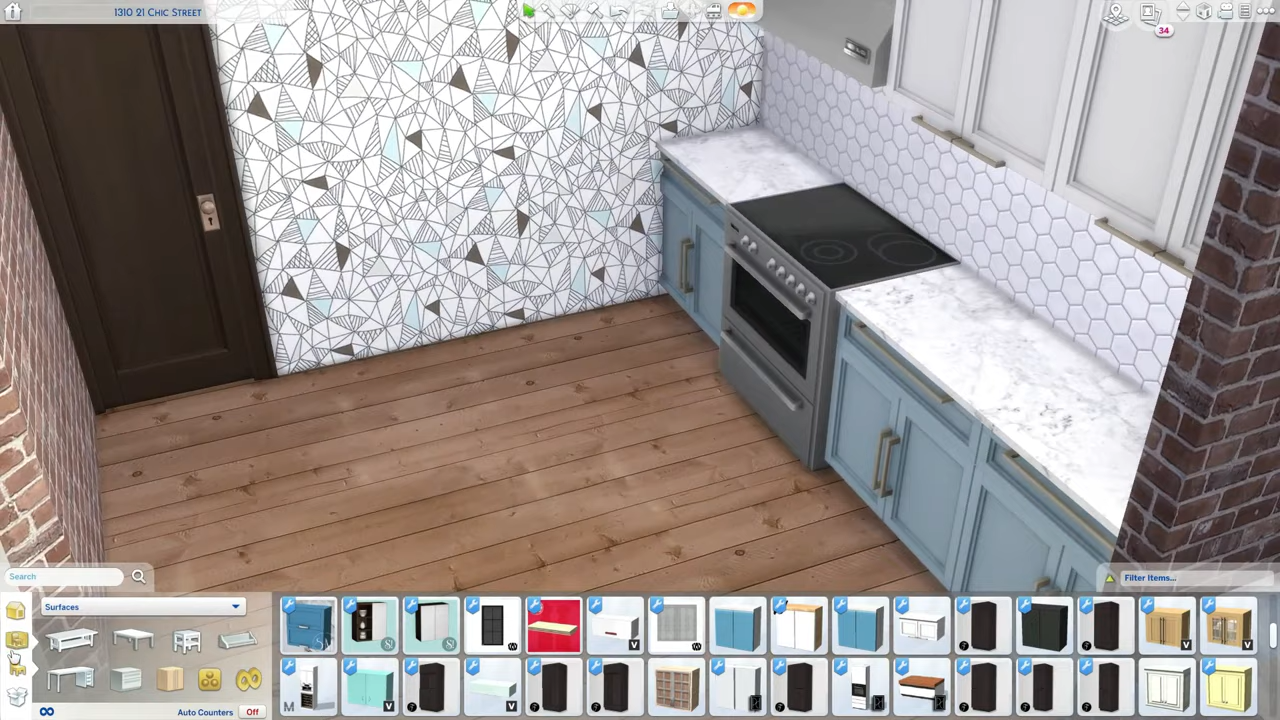 1310 21 Chic Street
34
Search
Filter Items...
Surfaces
Auto Counters
Off
V
V
V
M
V
V